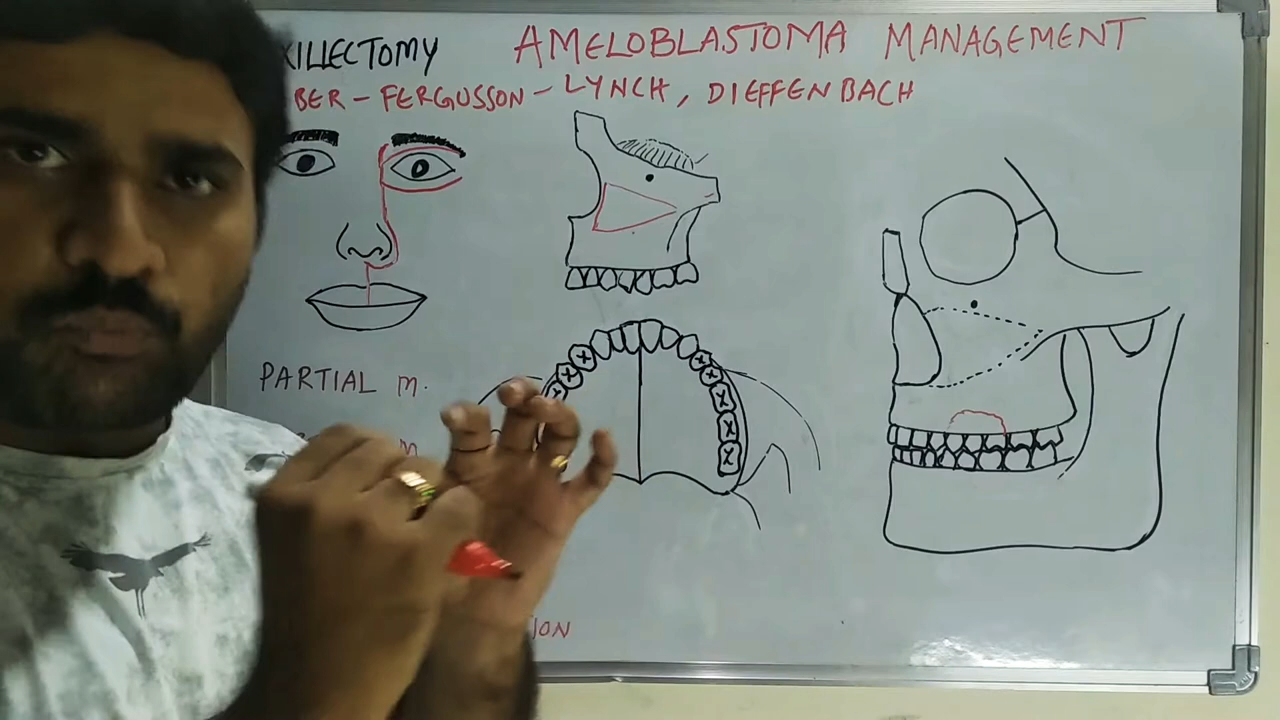 XILLECTOMY AMELOBLASTOMA MANAGEMENT
BER - FERGUSSON - LYNCH, DIEFFENBACH
PARTIAL m.
m
ION